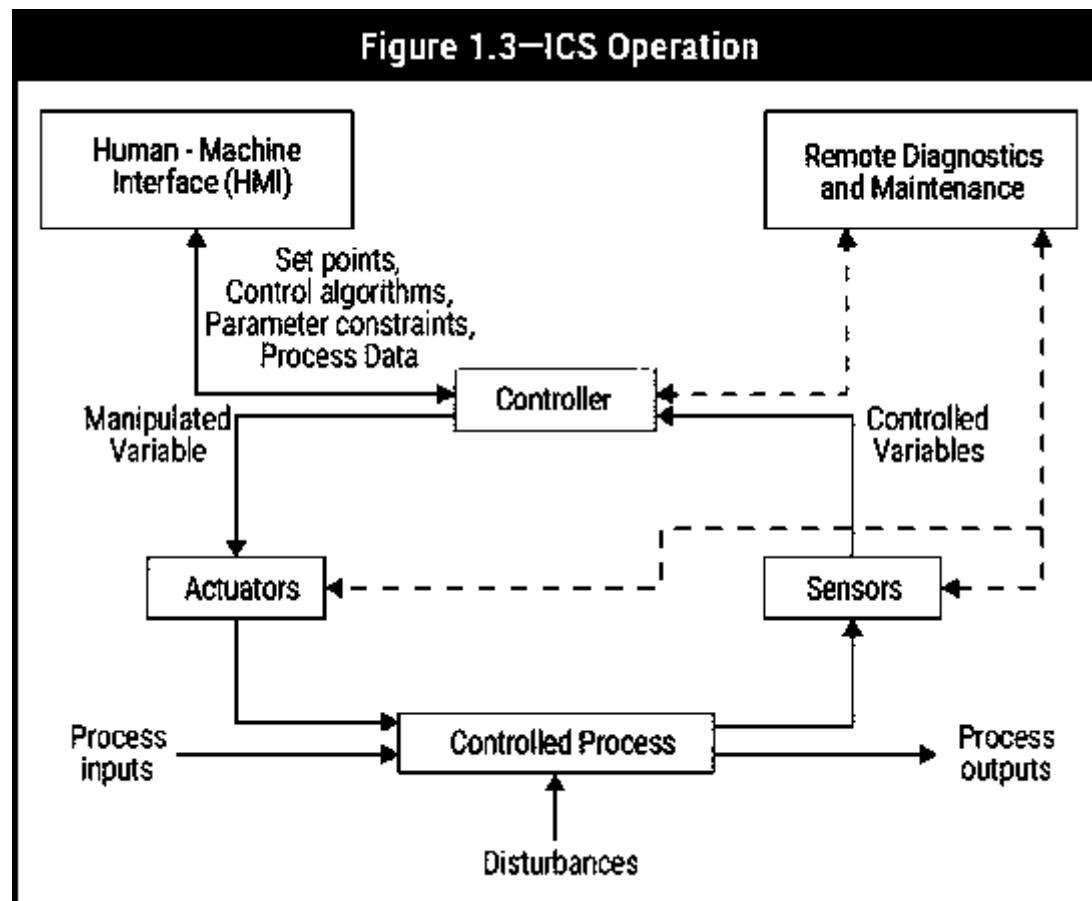 Figure 1.3—ICS Operation
Human - Machine
Interface (HMI)
Remote Diagnostics
and Maintenance
Set points,
Control algorithms,
Parameter constraints,
Process Data
Controller
Manipulated
Variable
Controlled
Variables
Actuators
Sensors
Process
inputs
Controlled Process
Process
outputs
Disturbances